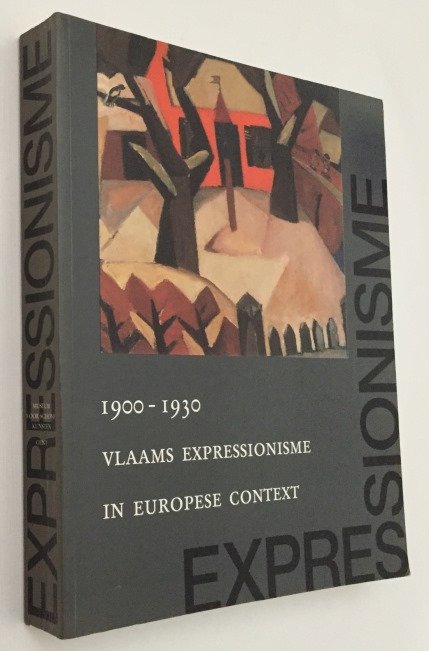 EXPRESSIONISME
MUSEUM
VOOR SCHONE
KUNSTEN
GENT
1900 - 1930
VLAAMS EXPRESSIONISME
IN EUROPESE CONTEXT
EXPRESSIONISME